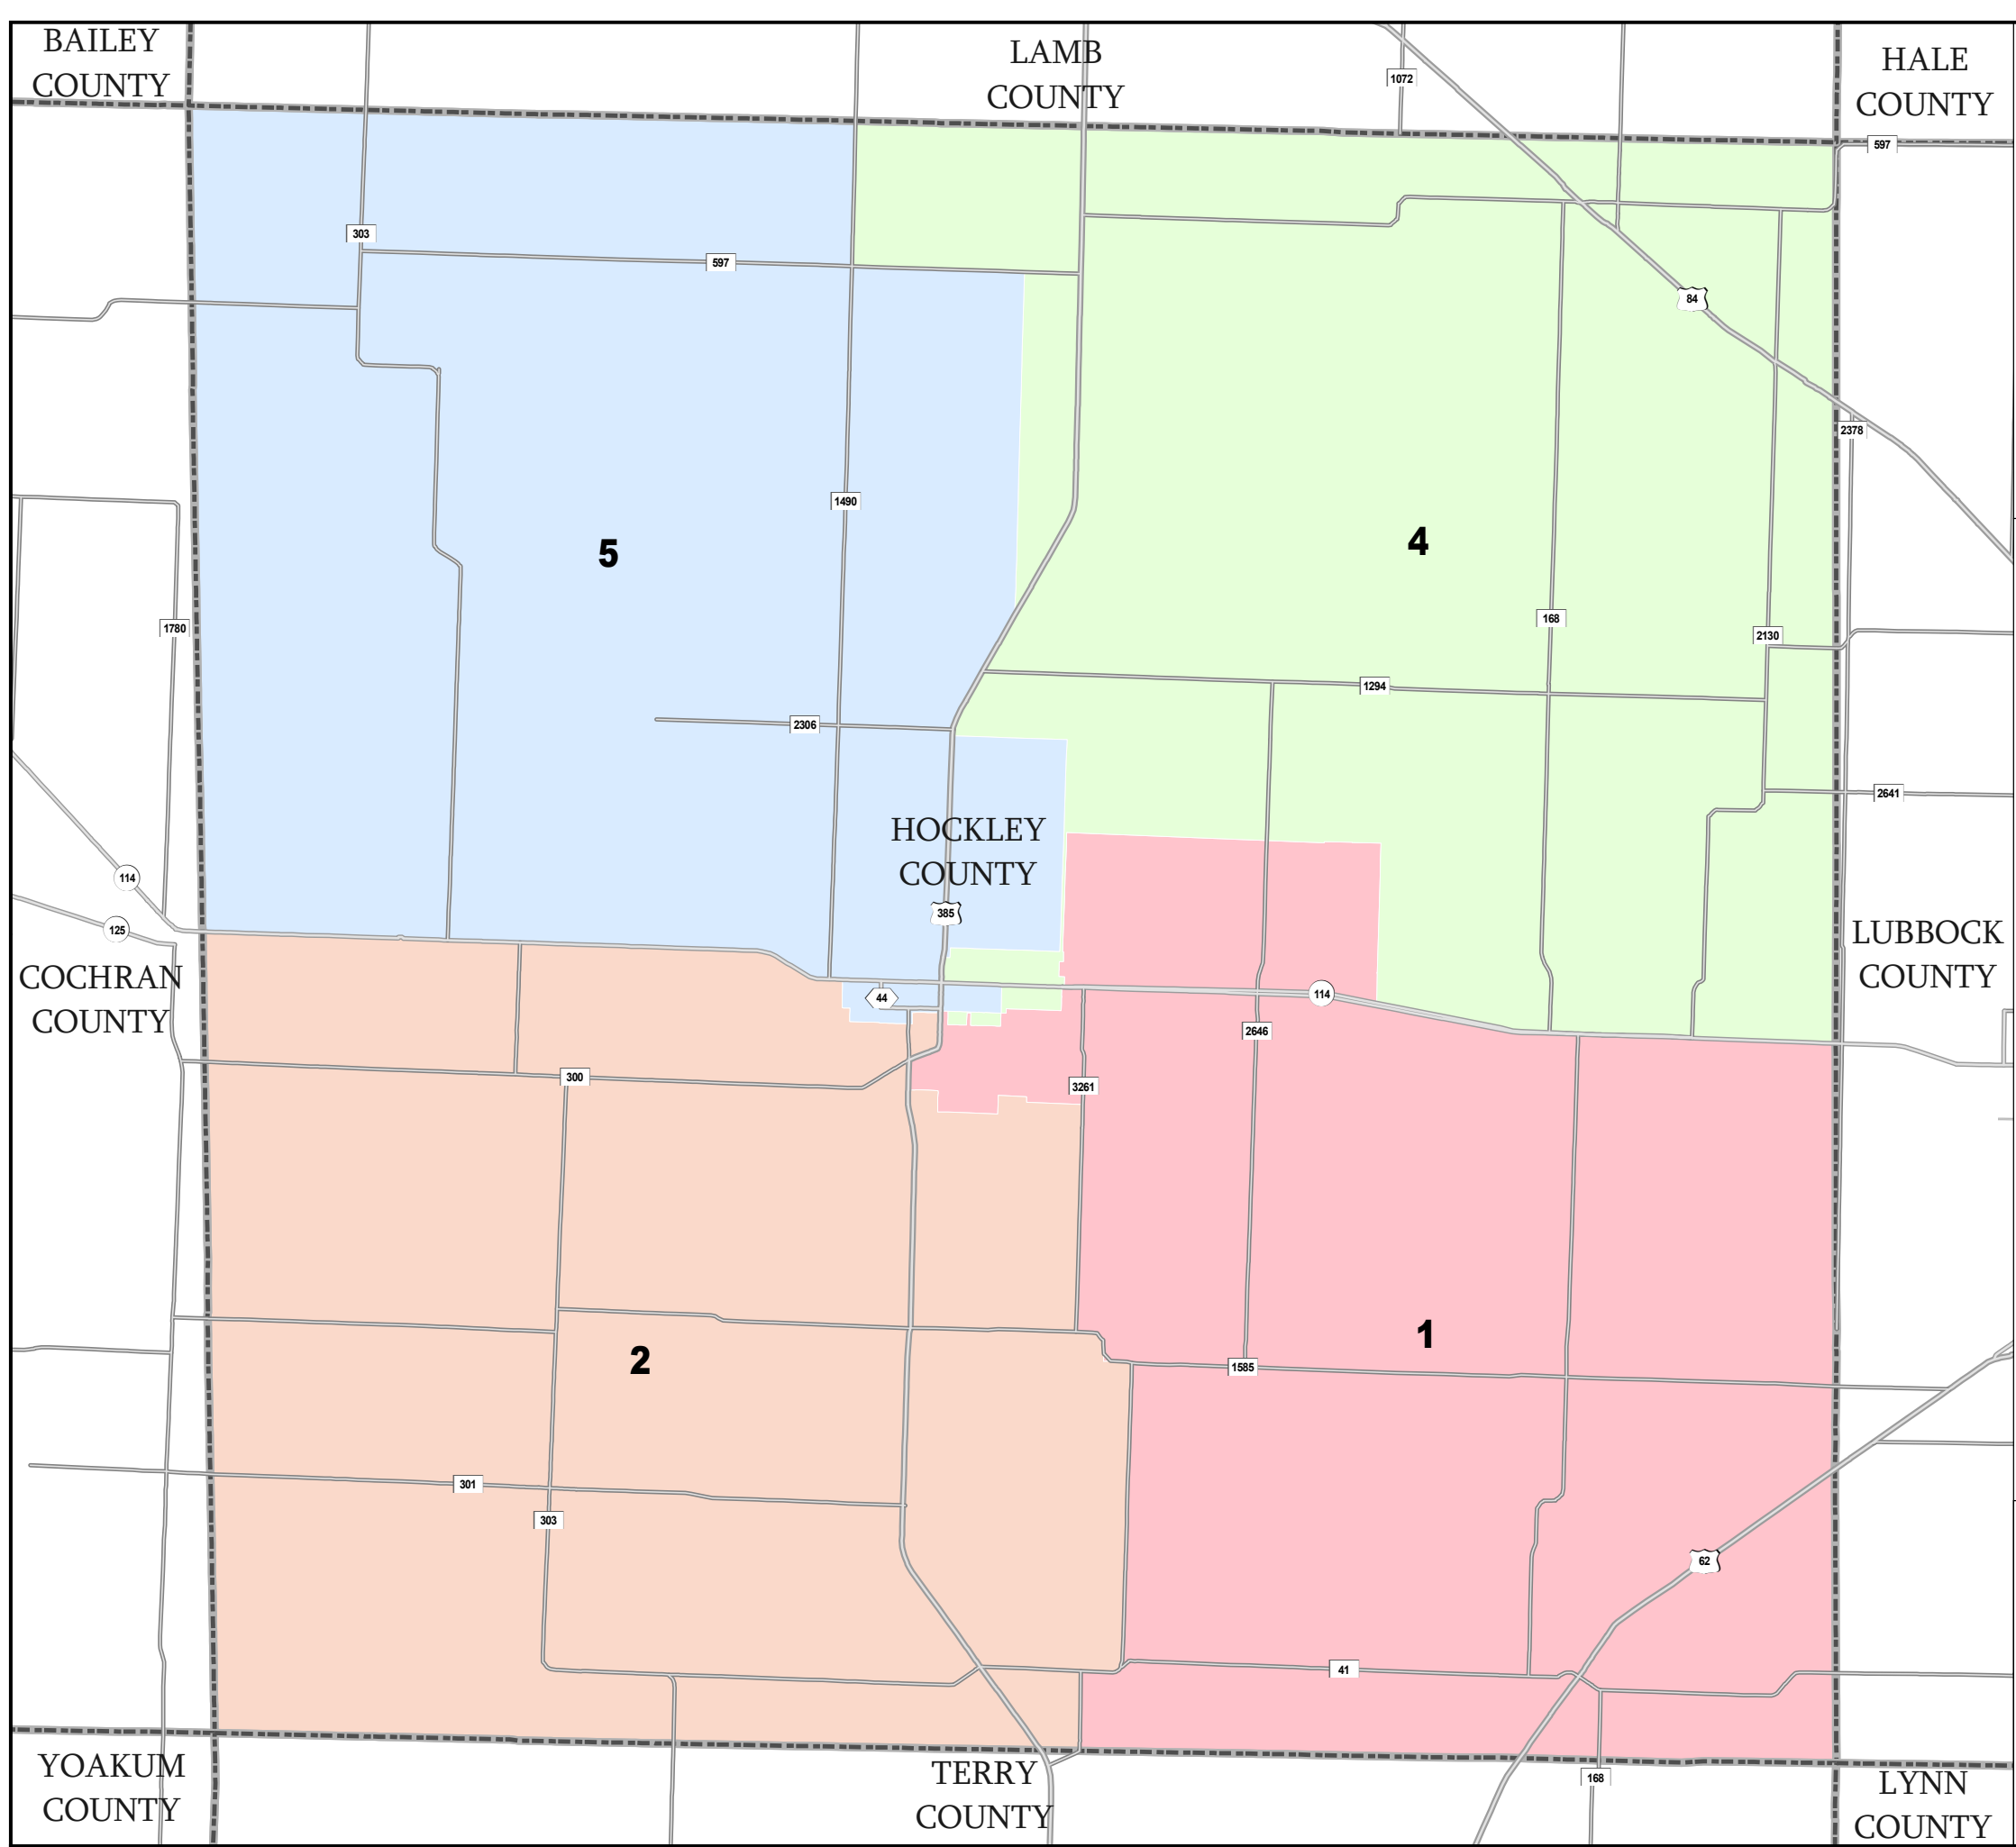 BAILEY
COUNTY
LAMB
COUNTY
HALE
COUNTY
1072
597
303
597
84
2378
1490
5
4
168
1780
2130
1294
2306
2641
HOCKLEY
COUNTY
114
385
125
LUBBOCK
COUNTY
COCHRAN
COUNTY
44
114
2646
300
3261
2
1
1585
301
303
62
41
YOAKUM
COUNTY
TERRY
COUNTY
168
LYNN
COUNTY